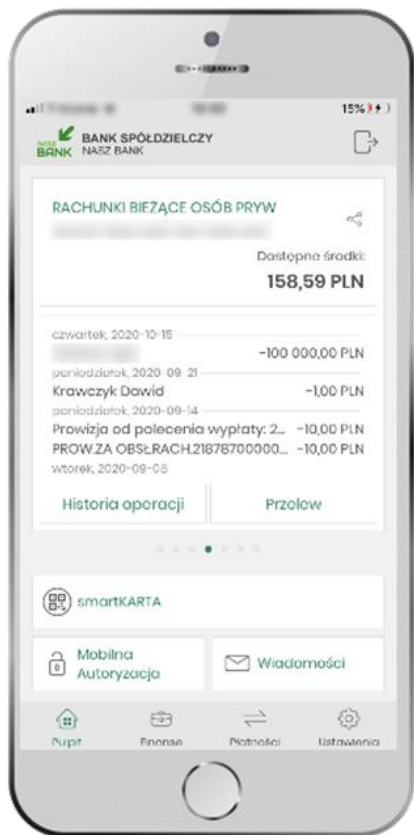 15%
NASZ BANK
BANK SPÓŁDZIELCZY
NASZ BANK
RACHUNKI BIEŻĄCE OSÓB PRYW
Dostępne środki:
158,59 PLN
czwartek, 2020-10-15
-100 000,00 PLN
poniedziałek, 2020-09-21
Krawczyk Dawid -1,00 PLN
poniedziałek, 2020-09-14
Prowizja od polecenia wypłaty: 2... -10,00 PLN
PROW.ZA OBSŁ.RACH.21878700000... -10,00 PLN
wtorek, 2020-09-08
Historia operacji Przelew
smartKARTA
Mobilna Autoryzacja
Wiadomości
Pulpit Finanse Płatności Ustawienia